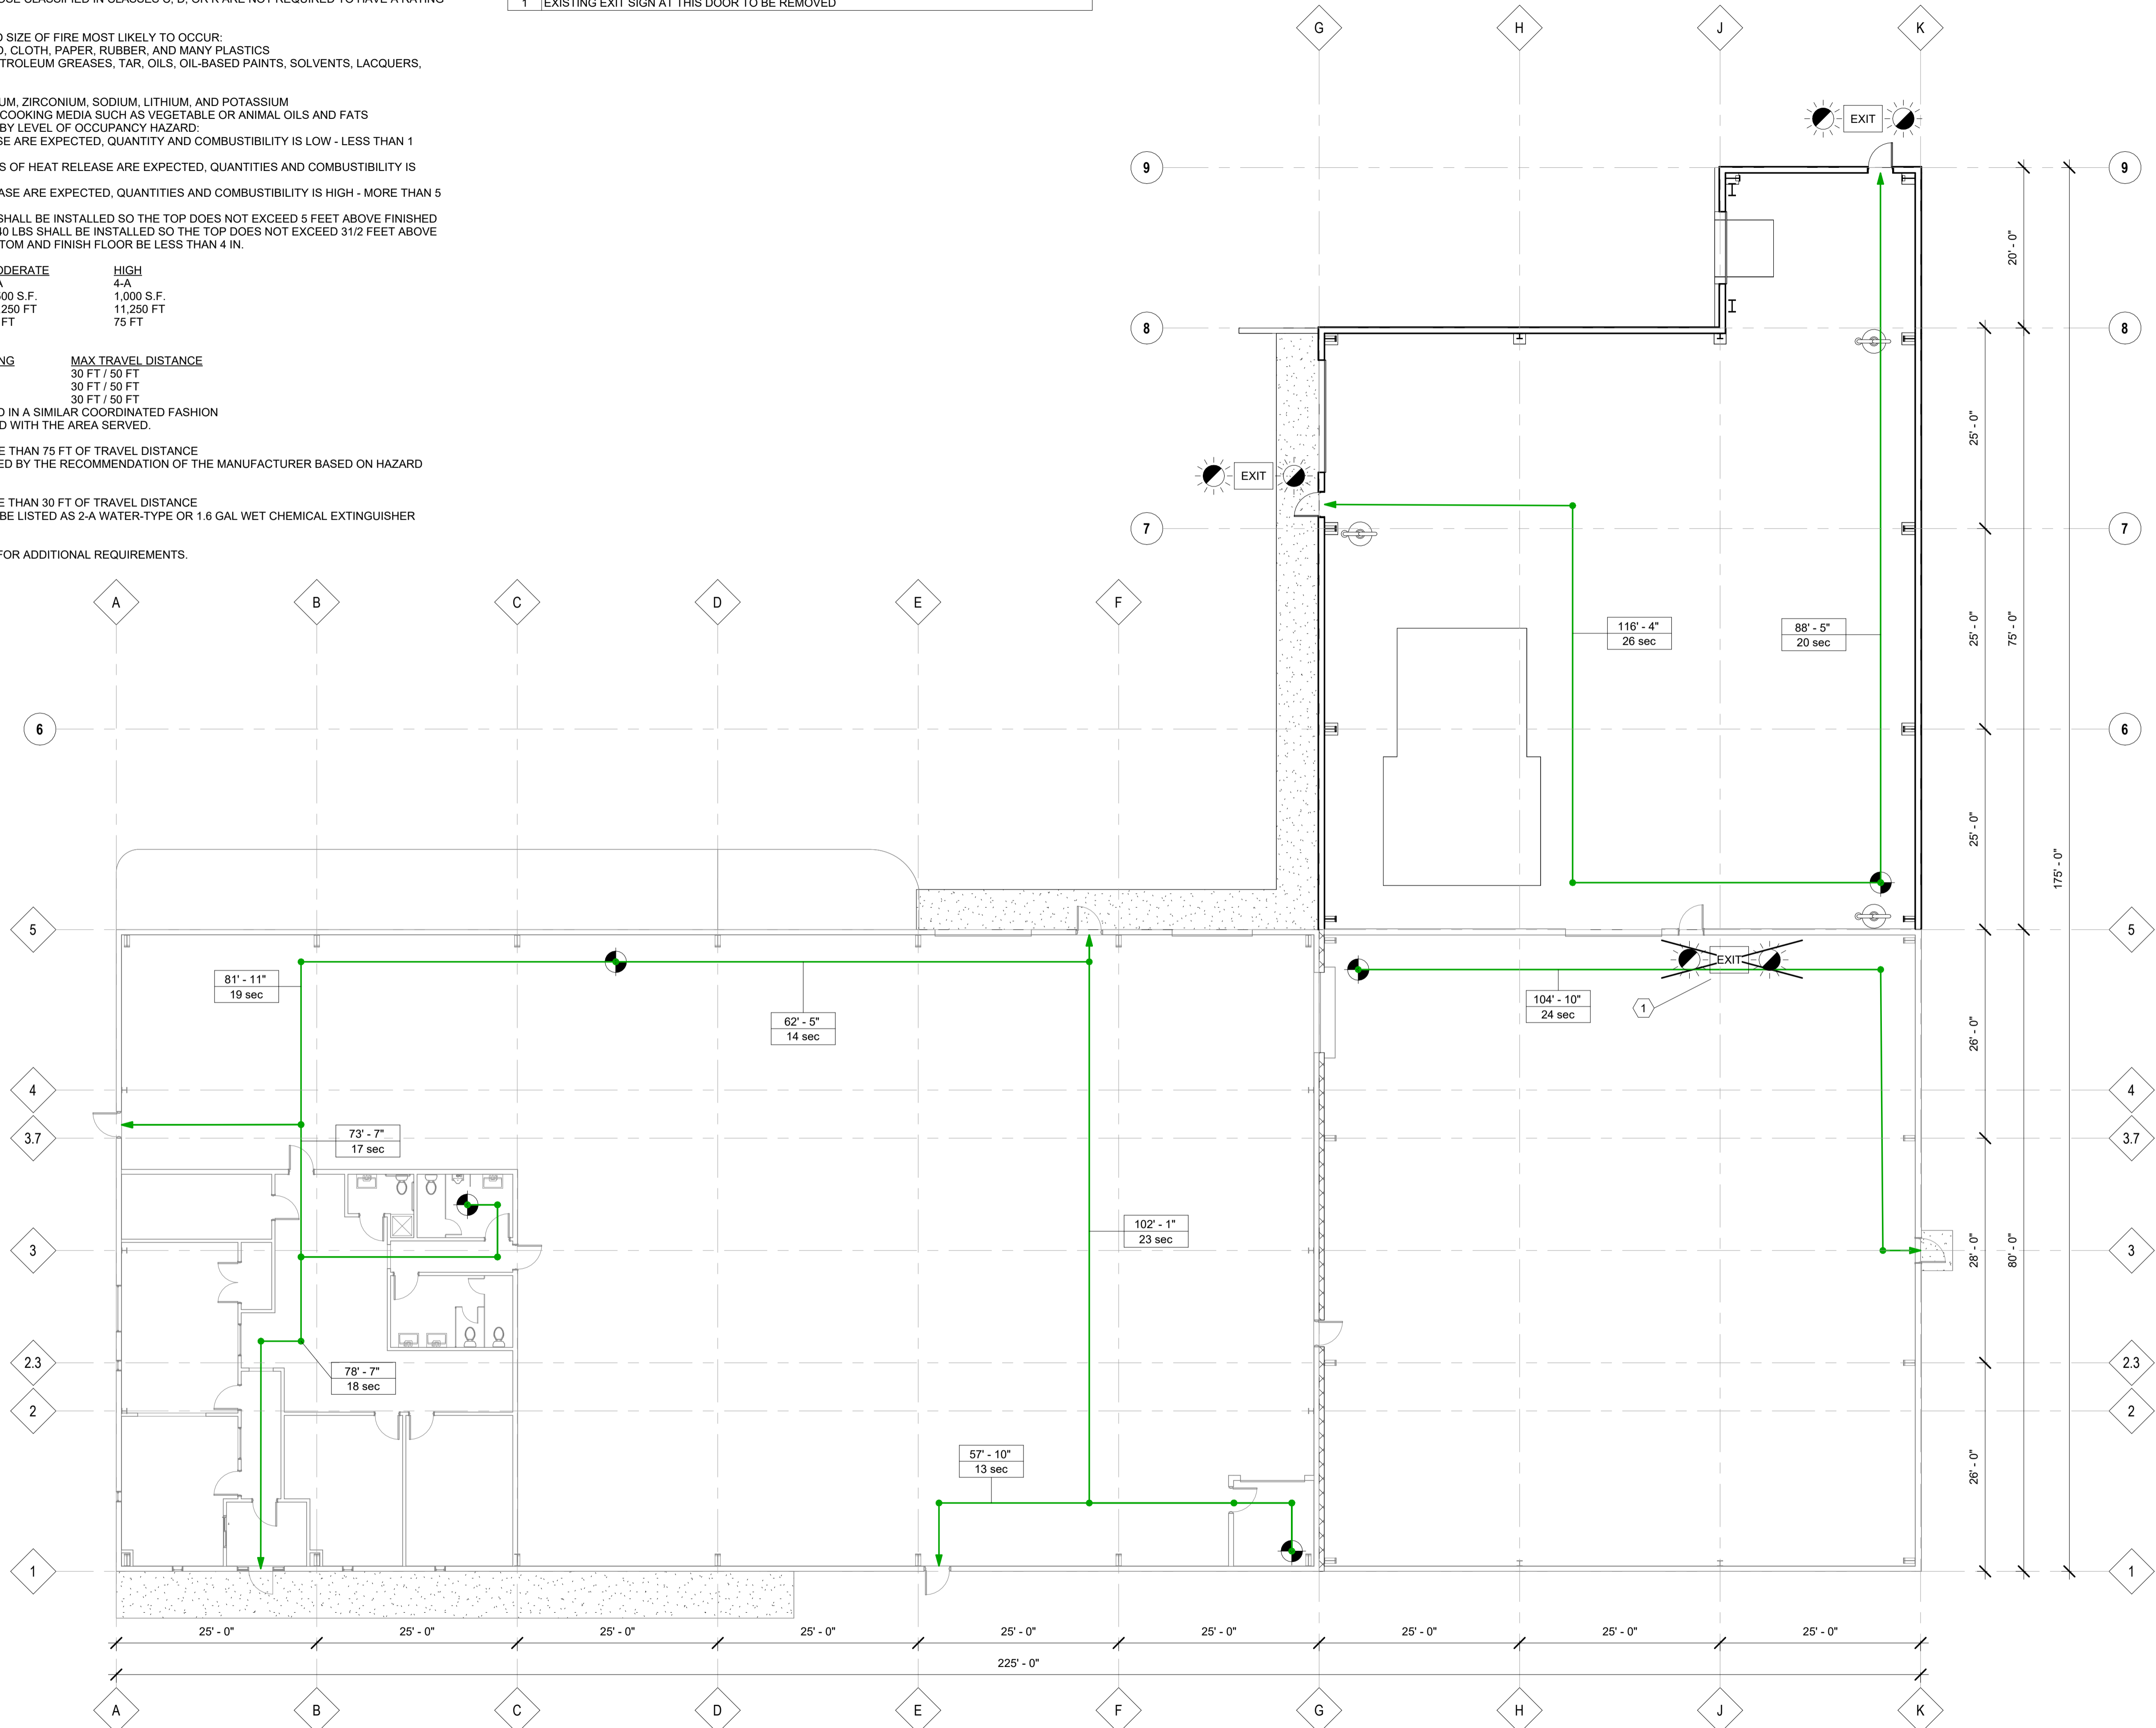 BE CLASSIFIED IN CLASSES C, D, OR K ARE NOT REQUIRED TO HAVE A RATING
SIZE OF FIRE MOST LIKELY TO OCCUR:
CLOTH, PAPER, RUBBER, AND MANY PLASTICS
GREASES, TAR, OILS, OIL-BASED PAINTS, SOLVENTS, LACQUERS,
ZIRCONIUM, SODIUM, LITHIUM, AND POTASSIUM
COOKING MEDIA SUCH AS VEGETABLE OR ANIMAL OILS AND FATS
BY LEVEL OF OCCUPANCY HAZARD:
ARE EXPECTED, QUANTITY AND COMBUSTIBILITY IS LOW - LESS THAN 1
OF HEAT RELEASE ARE EXPECTED, QUANTITIES AND COMBUSTIBILITY IS
ARE EXPECTED, QUANTITIES AND COMBUSTIBILITY IS HIGH - MORE THAN 5
SHALL BE INSTALLED SO THE TOP DOES NOT EXCEED 5 FEET ABOVE FINISHED
40 LBS SHALL BE INSTALLED SO THE TOP DOES NOT EXCEED 31/2 FEET ABOVE
AND FINISH FLOOR BE LESS THAN 4 IN.
HIGH
4-A
S.F. 1,000 S.F.
FT 11,250 FT
FT 75 FT
MAX TRAVEL DISTANCE
30 FT / 50 FT
30 FT / 50 FT
30 FT / 50 FT
IN A SIMILAR COORDINATED FASHION
WITH THE AREA SERVED.
THAN 75 FT OF TRAVEL DISTANCE
BY THE RECOMMENDATION OF THE MANUFACTURER BASED ON HAZARD
THAN 30 FT OF TRAVEL DISTANCE
BE LISTED AS 2-A WATER-TYPE OR 1.6 GAL WET CHEMICAL EXTINGUISHER
FOR ADDITIONAL REQUIREMENTS.
1 EXISTING EXIT SIGN AT THIS DOOR TO BE REMOVED
G H J K
EXIT
9 9
20' - 0"
8 8
25' - 0"
EXIT
7 7
A B C D E F
116' - 4"
26 sec
88' - 5"
20 sec
25' - 0"
75' - 0"
6 6
25' - 0"
175' - 0"
5 5
81' - 11"
19 sec
62' - 5"
14 sec
EXIT
104' - 10"
24 sec
1
26' - 0"
4 4
3.7 3.7
73' - 7"
17 sec
102' - 1"
23 sec
3 3
28' - 0"
80' - 0"
2.3 2.3
78' - 7"
18 sec
2 2
57' - 10"
13 sec
26' - 0"
1 1
25' - 0" 25' - 0" 25' - 0" 25' - 0" 25' - 0" 25' - 0" 25' - 0" 25' - 0" 25' - 0"
225' - 0"
A B C D E F G H J K